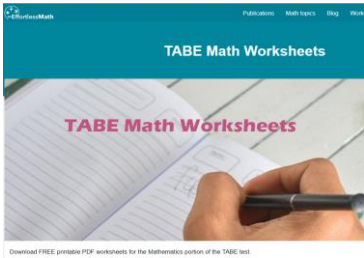 EffortlessMath
Publications Math topics Blog Work
TABE Math Worksheets
TABE Math Worksheets
Download FREE printable PDF worksheets for the Mathematics portion of the TABE test.